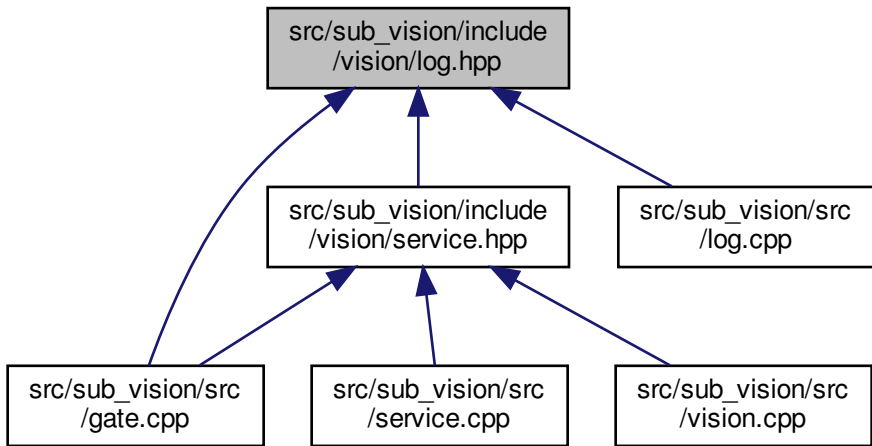 src/sub_vision/include
/vision/log.hpp
src/sub_vision/include
/vision/service.hpp
src/sub_vision/src
/log.cpp
src/sub_vision/src
/gate.cpp
src/sub_vision/src
/service.cpp
src/sub_vision/src
/vision.cpp